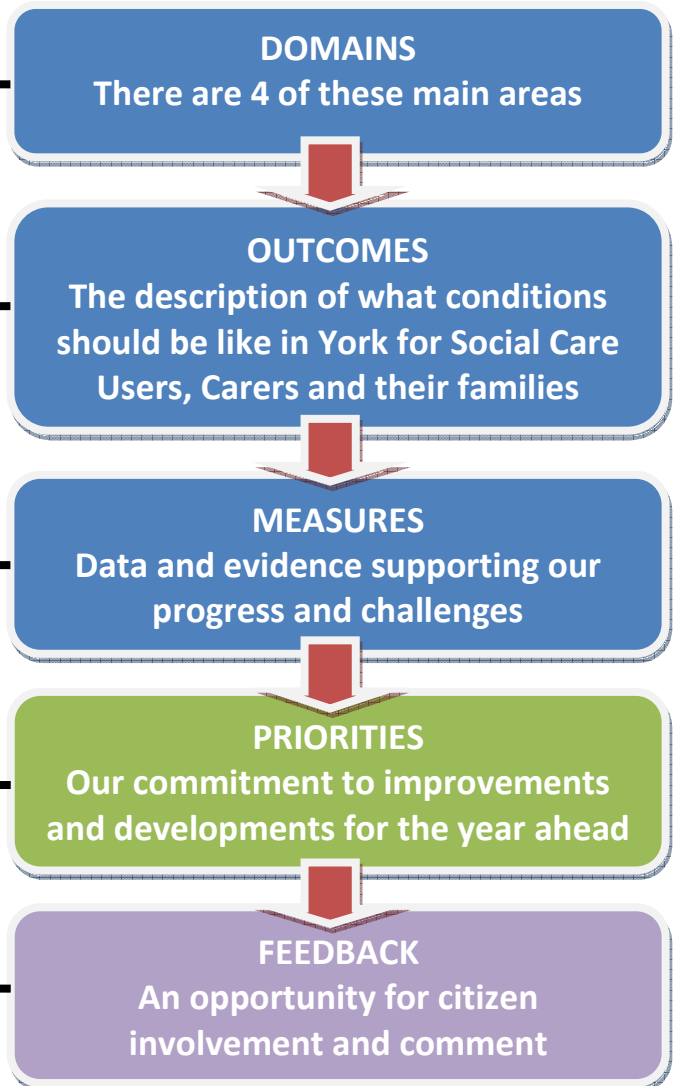 DOMAINS
There are 4 of these main areas
OUTCOMES
The description of what conditions
should be like in York for Social Care
Users, Carers and their families
MEASURES
Data and evidence supporting our
progress and challenges
PRIORITIES
Our commitment to improvements
and developments for the year ahead
FEEDBACK
An opportunity for citizen
involvement and comment